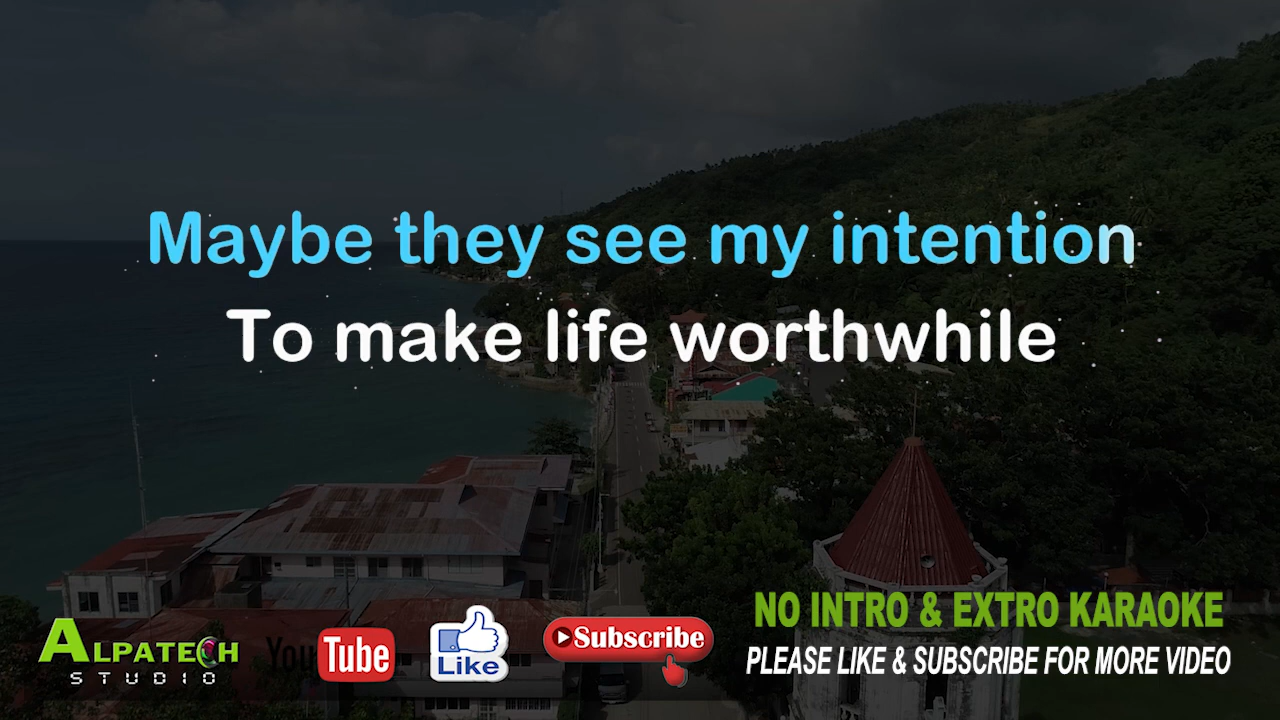 Maybe they see my intention
To make life worthwhile
NO INTRO & EXTRO KARAOKE
ALPATECH
STUDIO
YouTube
Like
Subscribe
PLEASE LIKE & SUBSCRIBE FOR MORE VIDEO